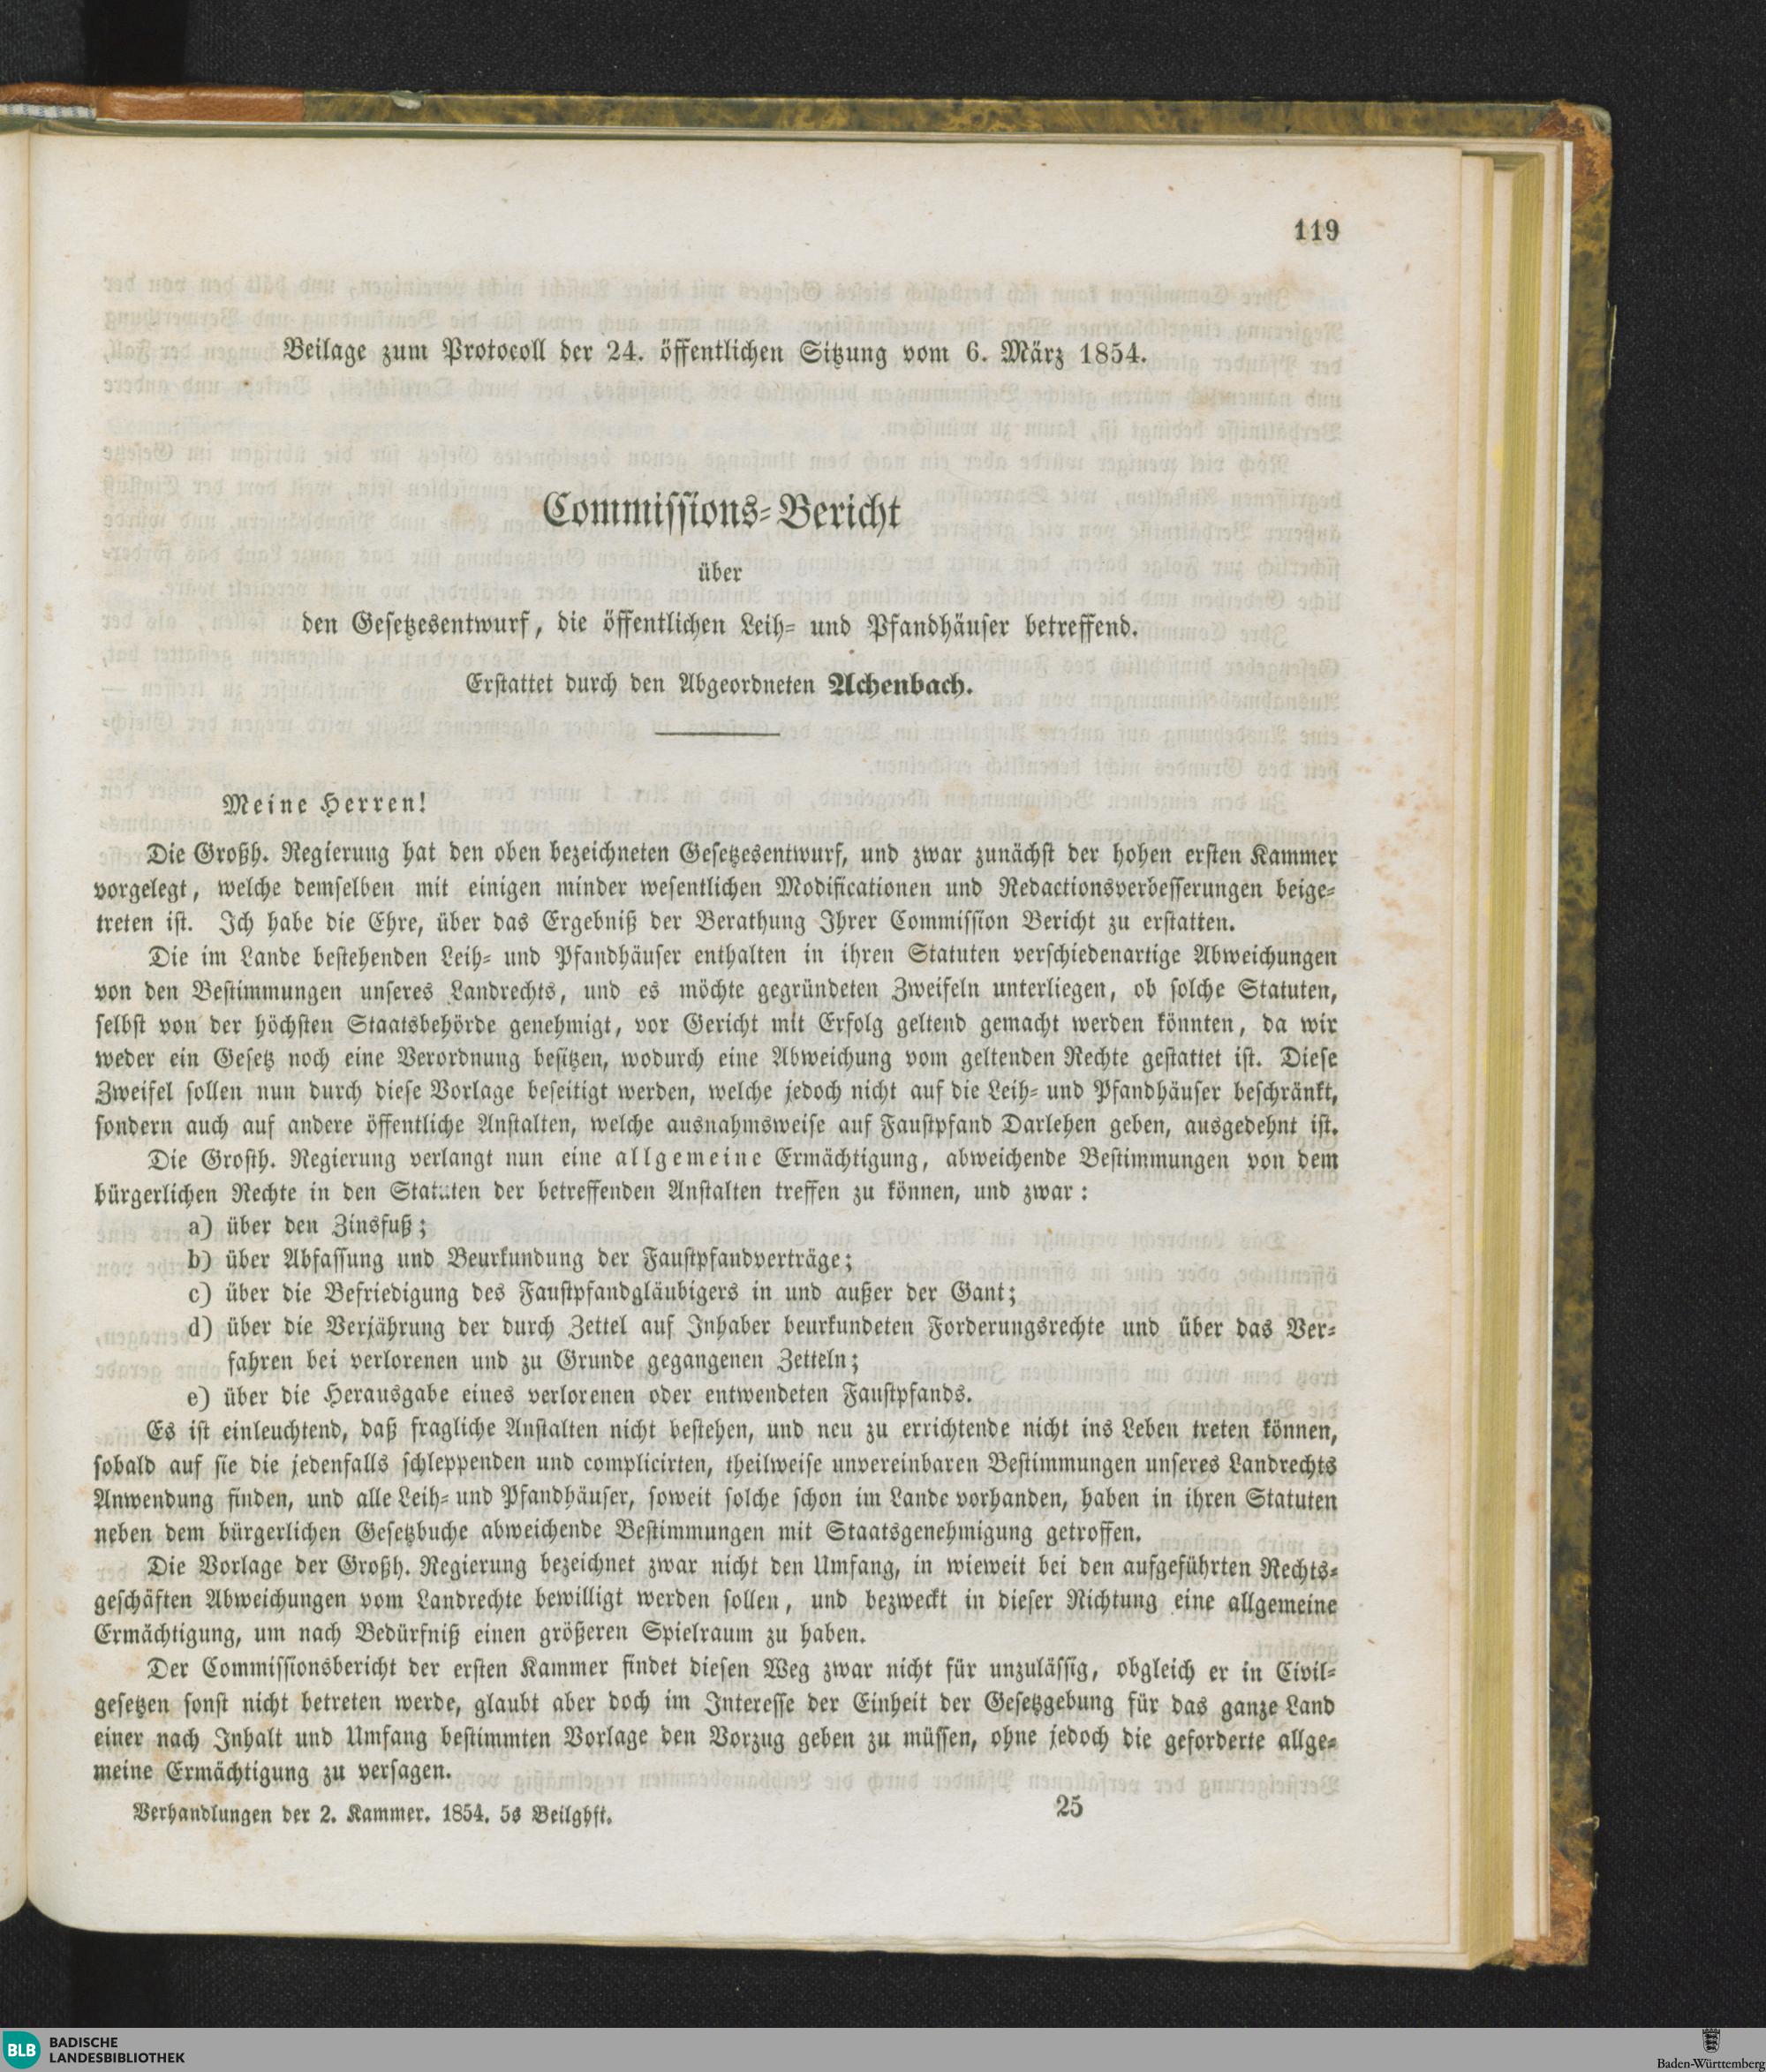 119
Beilage zum Protocoll der 24. öffentlichen Sitzung vom 6. März 1854.
Commissions-Bericht
über
den Gesetzesentwurf, die öffentlichen Leih- und Pfandhäuser betreffend.
Erstattet durch den Abgeordneten Achenbach.
Meine Herren!
Die Großh. Regierung hat den oben bezeichneten Gesetzesentwurf, und zwar zunächst der hohen ersten Kammer
vorgelegt, welche demselben mit einigen minder wesentlichen Modificationen und Redactionsverbesserungen beige-
treten ist. Ich habe die Ehre, über das Ergebniß der Berathung Ihrer Commission Bericht zu erstatten.
Die im Lande bestehenden Leih- und Pfandhäuser enthalten in ihren Statuten verschiedenartige Abweichungen
von den Bestimmungen unseres Landrechts, und es möchte gegründeten Zweifeln unterliegen, ob solche Statuten,
selbst von der höchsten Staatsbehörde genehmigt, vor Gericht mit Erfolg geltend gemacht werden könnten, da wir
weder ein Gesetz noch eine Verordnung besitzen, wodurch eine Abweichung vom geltenden Rechte gestattet ist. Diese
Zweifel sollen nun durch diese Vorlage beseitigt werden, welche jedoch nicht auf die Leih- und Pfandhäuser beschränkt,
sondern auch auf andere öffentliche Anstalten, welche ausnahmsweise auf Faustpfand Darlehen geben, ausgedehnt ist.
Die Grosth. Regierung verlangt nun eine allgemeine Ermächtigung, abweichende Bestimmungen von dem
bürgerlichen Rechte in den Statuten der betreffenden Anstalten treffen zu können, und zwar:
a) über den Zinsfuß;
b) über Abfassung und Beurkundung der Faustpfandverträge;
c) über die Befriedigung des Faustpfandgläubigers in und außer der Gant;
d) über die Verjährung der durch Zettel auf Inhaber beurkundeten Forderungsrechte und über das Ver-
fahren bei verlorenen und zu Grunde gegangenen Zetteln;
e) über die Herausgabe eines verlorenen oder entwendeten Faustpfands.
Es ist einleuchtend, daß fragliche Anstalten nicht bestehen, und neu zu errichtende nicht ins Leben treten können,
sobald auf sie die jedenfalls schleppenden und complicirten, theilweise unvereinbaren Bestimmungen unseres Landrechts
Anwendung finden, und alle Leih- und Pfandhäuser, soweit solche schon im Lande vorhanden, haben in ihren Statuten
neben dem bürgerlichen Gesetzbuche abweichende Bestimmungen mit Staatsgenehmigung getroffen.
Die Vorlage der Großh. Regierung bezeichnet zwar nicht den Umfang, in wieweit bei den aufgeführten Rechts-
geschäften Abweichungen vom Landrechte bewilligt werden sollen, und bezweckt in dieser Richtung eine allgemeine
Ermächtigung, um nach Bedürfniß einen größeren Spielraum zu haben.
Der Commissionsbericht der ersten Kammer findet diesen Weg zwar nicht für unzulässig, obgleich er in Civil-
gesetzen sonst nicht betreten werde, glaubt aber doch im Interesse der Einheit der Gesetzgebung für das ganze Land
einer nach Inhalt und Umfang bestimmten Vorlage den Vorzug geben zu müssen, ohne jedoch die geforderte allge-
meine Ermächtigung zu versagen.
Verhandlungen der 2. Kammer. 1854. 5s Beilghft.
25
BLB BADISCHE
LANDESBIBLIOTHEK
Baden-Württemberg